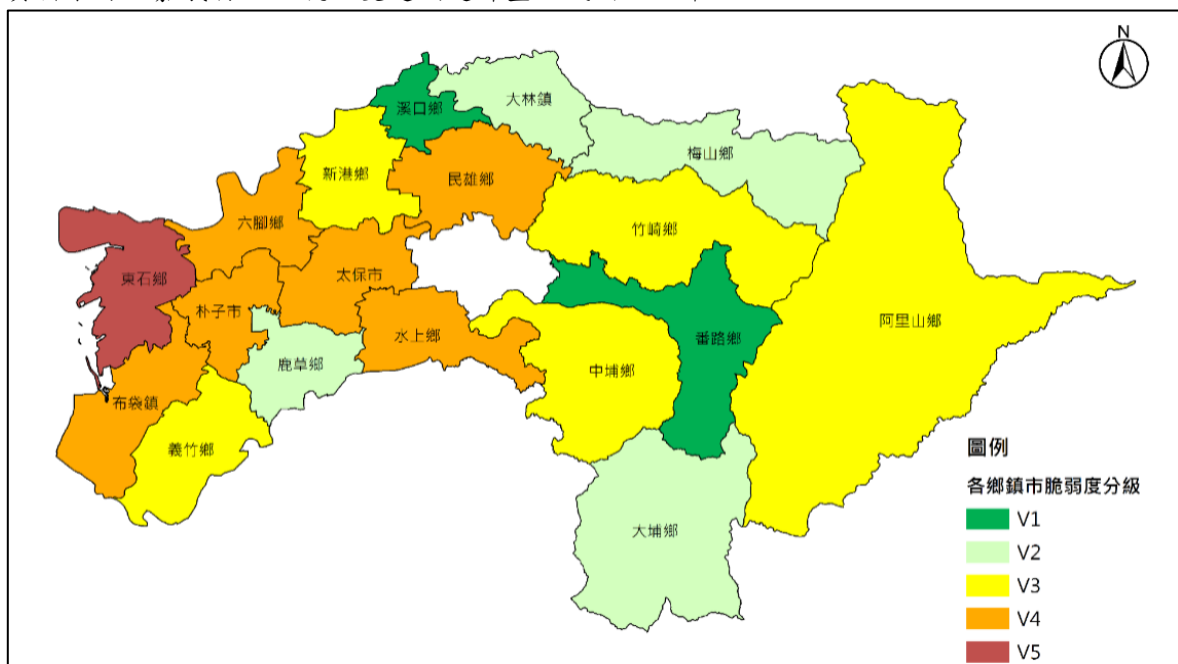 N
溪口鄉
大林鎮
梅山鄉
新港鄉
民雄鄉
六腳鄉
竹崎鄉
東石鄉
太保市
朴子市
水上鄉
番路鄉
阿里山鄉
鹿草鄉
中埔鄉
布袋鎮
義竹鄉
大埔鄉
圖例
各鄉鎮市脆弱度分級
V1
V2
V3
V4
V5